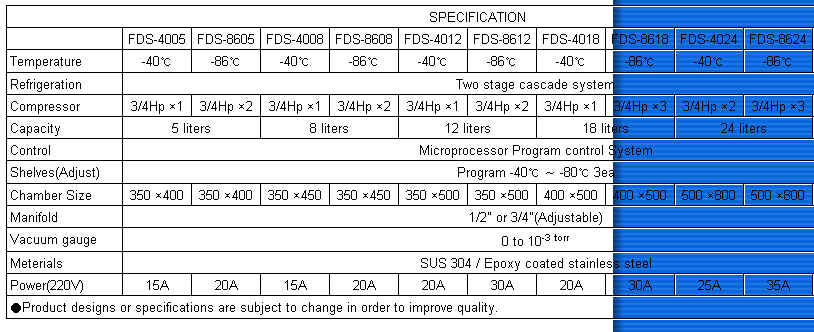 SPECIFICATION
FDS-4005 FDS-8605 FDS-4008 FDS-8608 FDS-4012 FDS-8612 FDS-4018 FDS-8618 FDS-4024 FDS-8624
Temperature -40℃ -86℃ -40℃ -86℃ -40℃ -86℃ -40℃ -86℃ -40℃ -86℃
Refrigeration Two stage cascade system
Compressor 3/4Hp ×1 3/4Hp ×2 3/4Hp ×1 3/4Hp ×2 3/4Hp ×1 3/4Hp ×2 3/4Hp ×1 3/4Hp ×3 3/4Hp ×2 3/4Hp ×3
Capacity 5 liters 8 liters 12 liters 18 liters 24 liters
Control Microprocessor Program control System
Shelves(Adjust) Program -40℃ ~ -80℃ 3ea
Chamber Size 350 ×400 350 ×400 350 ×450 350 ×450 350 ×500 350 ×500 400 ×500 400 ×500 500 ×800 500 ×800
Manifold 1/2" or 3/4"(Adjustable)
Vacuum gauge 0 to 10-3 torr
Meterials SUS 304 / Epoxy coated stainless steel
Power(220V) 15A 20A 15A 20A 20A 30A 20A 30A 25A 35A
●Product designs or specifications are subject to change in order to improve quality.